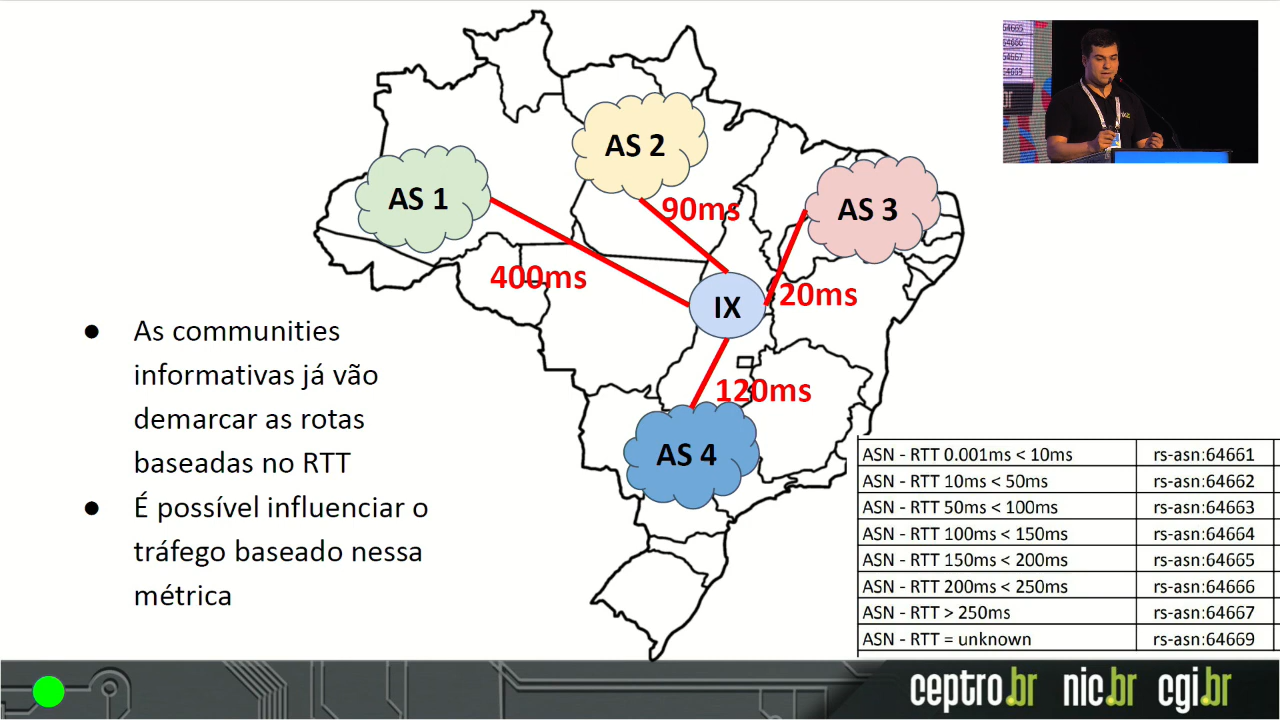 AS 2
AS 1
AS 3
90ms
400ms
20ms
IX
120ms
AS 4
● As communities
informativas já vão
demarcar as rotas
baseadas no RTT
● É possível influenciar o
tráfego baseado nessa
métrica
ASN - RTT 0.001ms < 10ms rs-asn:64661
ASN - RTT 10ms < 50ms rs-asn:64662
ASN - RTT 50ms < 100ms rs-asn:64663
ASN - RTT 100ms < 150ms rs-asn:64664
ASN - RTT 150ms < 200ms rs-asn:64665
ASN - RTT 200ms < 250ms rs-asn:64666
ASN - RTT > 250ms rs-asn:64667
ASN - RTT = unknown rs-asn:64669
ceptro.br nic.br cgi.br